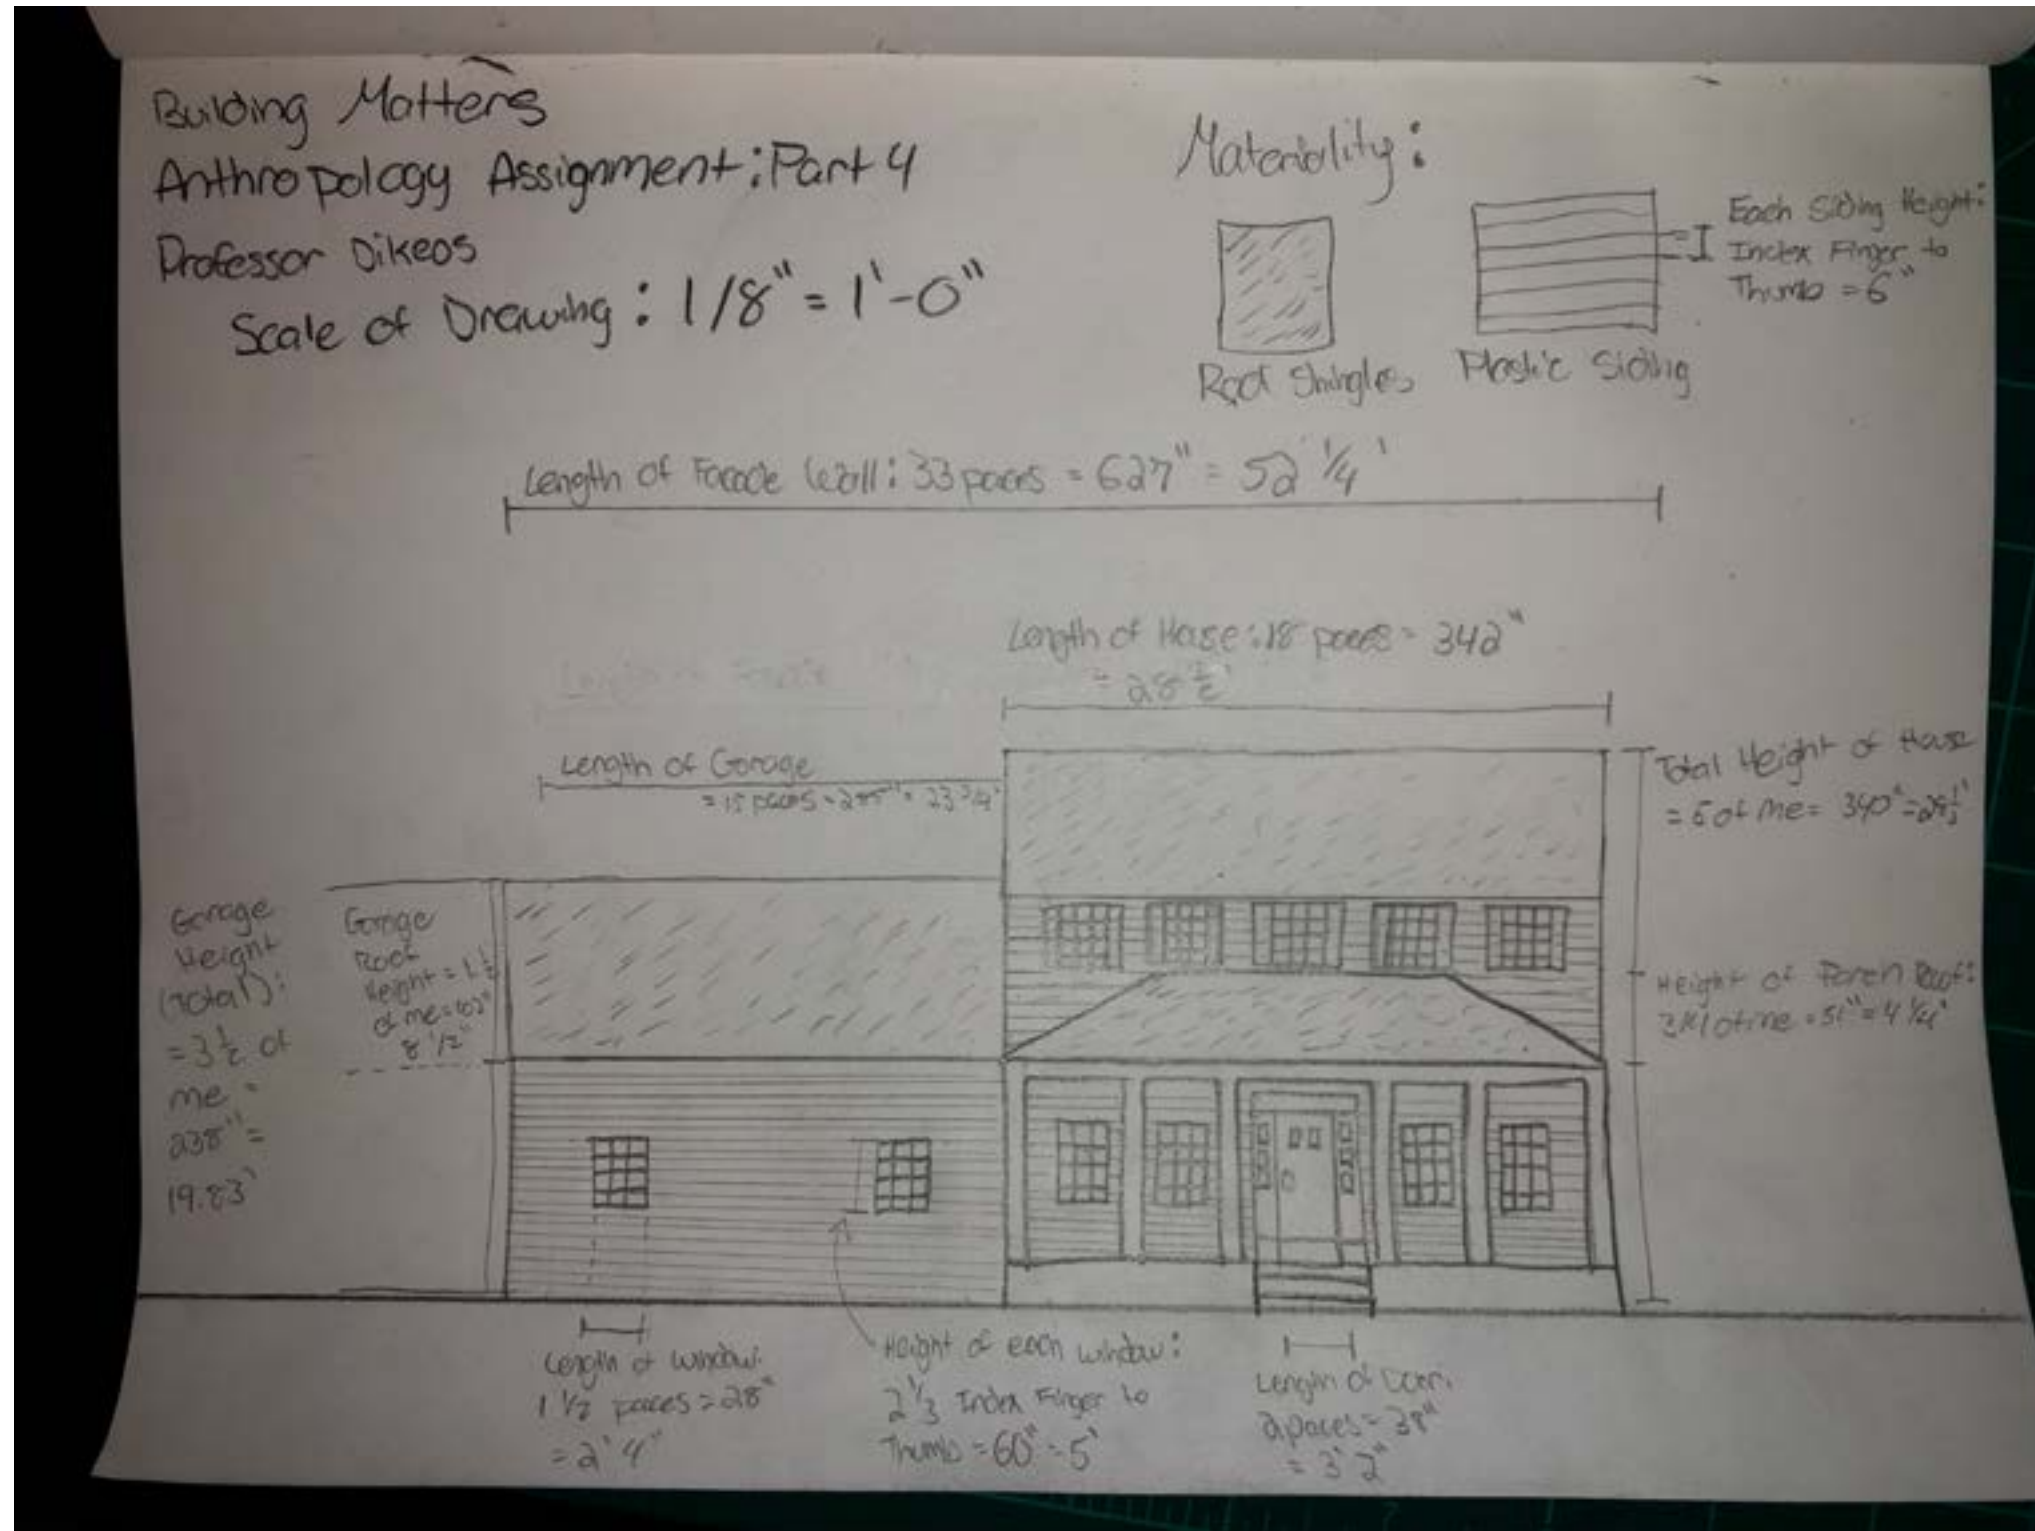 Building Matters
Anthropology Assignment: Part 4
Professor Dikeos
Scale of Drawing: 1/8" = 1'-0"
Materiality:
Each Siding Height:
Index Finger to
Thumb = 6"
Roof Shingles
Plastic Siding
Length of Facade Wall: 33 paces = 627" = 52 1/4'
Length of House: 18 paces = 342"
= 28 1/2'
Length of Garage
= 15 paces = 285" = 23 3/4'
Total Height of House
= 5 of me = 340" = 28 1/3'
Garage
Height
(total):
= 3 1/2 of
me =
238" =
19.83'
Garage
Roof
Height = 1 1/2
of me = 102"
8 1/2"
Height of Porch Roof:
of me = 51" = 4 1/4'
Length of window:
1 1/2 paces = 28"
= 2' 4"
Height of each window:
2 1/3 Index Finger to
Thumb = 60" = 5'
Length of Door:
2 paces = 38"
= 3' 2"